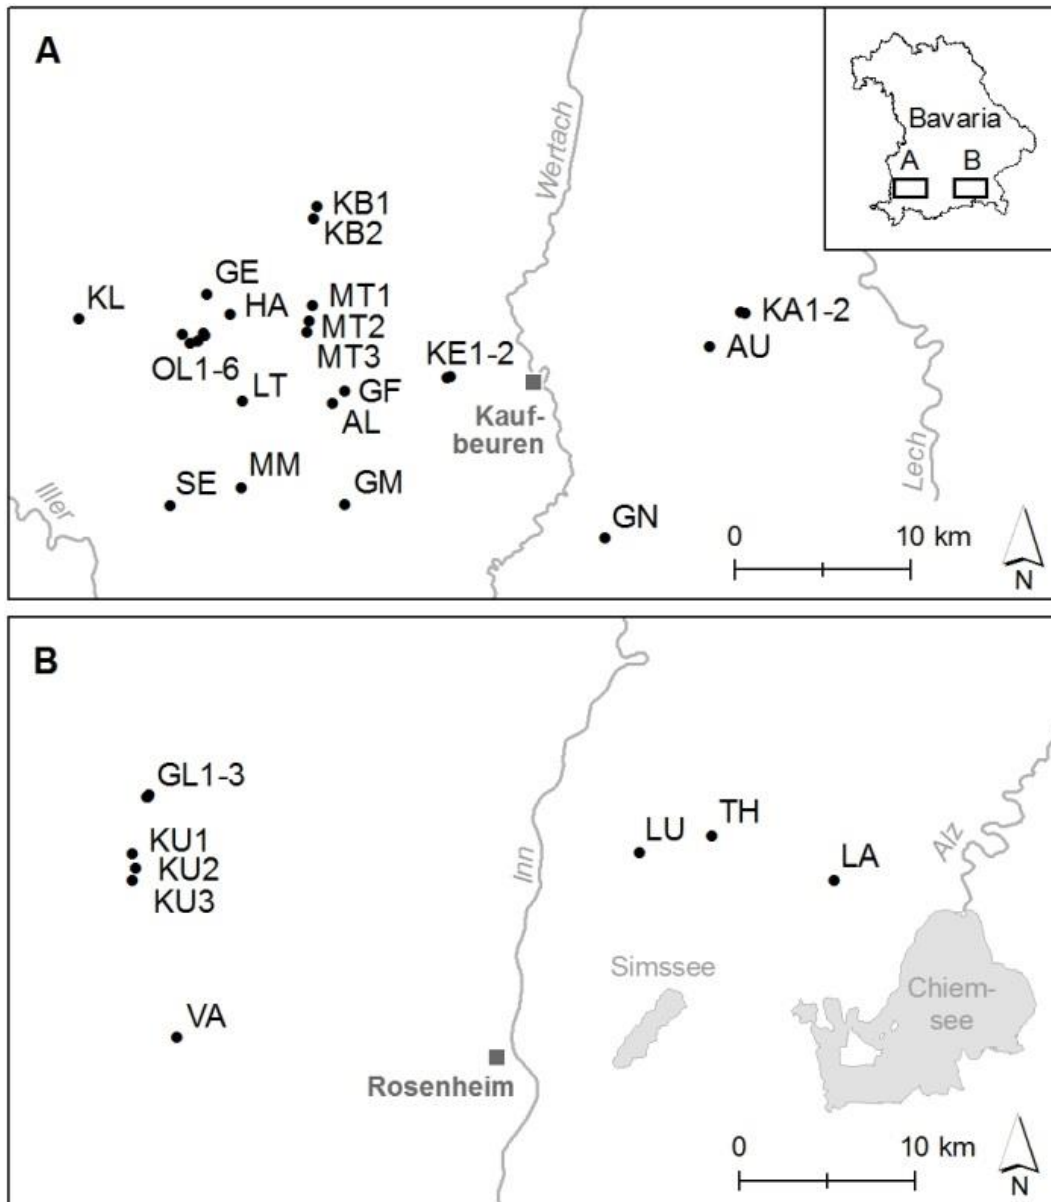 A
Wertach
Bavaria
A
B
KB1
KB2
GE
KL
HA
MT1
MT2
MT3
KA1-2
AU
KE1-2
OL1-6
LT
GF
AL
Kauf-
beuren
Lech
MM
SE
GM
Iller
GN
0
10 km
N
B
GL1-3
KU1
KU2
KU3
Inn
LU
TH
LA
Alz
Simssee
Chiem-
see
VA
Rosenheim
0
10 km
N